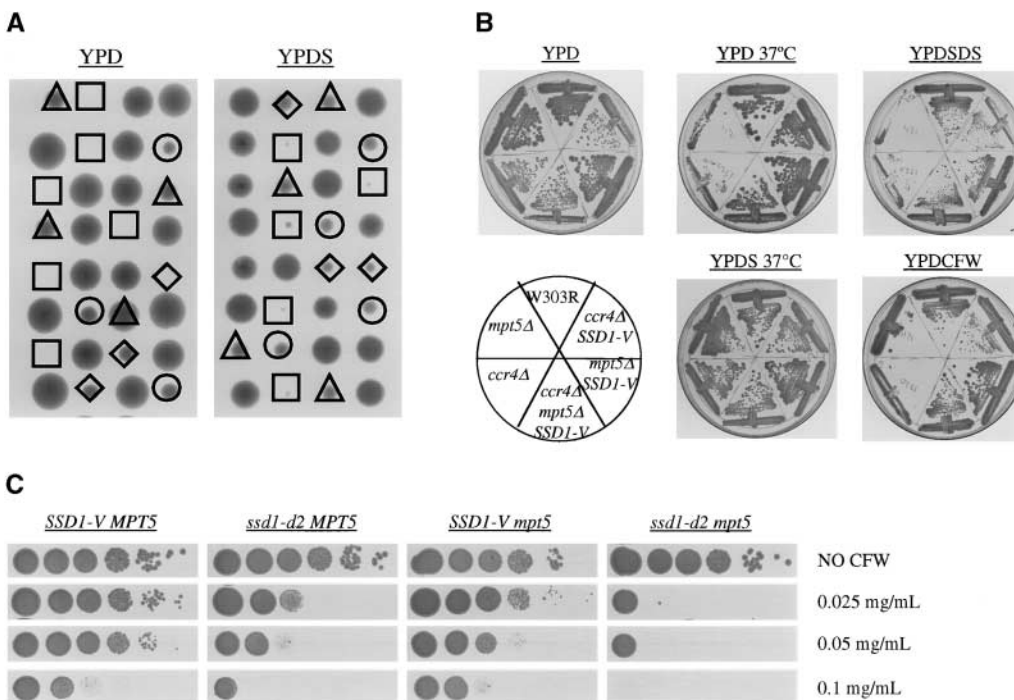 A
YPD
YPDS
B
YPD
YPD 37°C
YPDSDS
YPDS 37°C
YPDCFW
W303R
mpt5Δ
ccr4Δ
SSD1-V
mpt5Δ
SSD1-V
ccr4Δ
ccr4Δ
mpt5Δ
SSD1-V
C
SSD1-V MPT5
ssd1-d2 MPT5
SSD1-V mpt5
ssd1-d2 mpt5
NO CFW
0.025 mg/mL
0.05 mg/mL
0.1 mg/mL